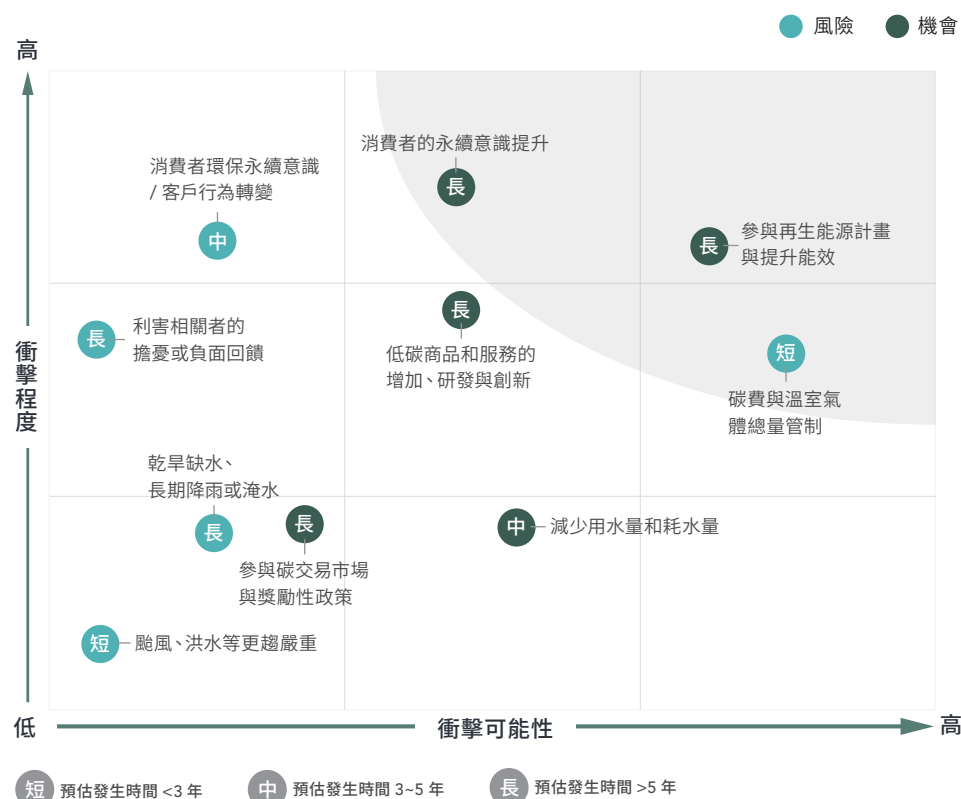 風險
機會
高
消費者的永續意識提升
長
消費者環保永續意識
/ 客戶行為轉變
中
長
參與再生能源計畫
與提升能效
長
低碳商品和服務的
增加、研發與創新
長
利害相關者的
擔憂或負面回饋
短
碳費與溫室氣
體總量管制
衝擊程度
乾旱缺水、
長期降雨或淹水
長
長
參與碳交易市場
與獎勵性政策
中
減少用水量和耗水量
短
颱風、洪水等更趨嚴重
低
衝擊可能性
高
短
預估發生時間 <3 年
中
預估發生時間 3~5 年
長
預估發生時間 >5 年